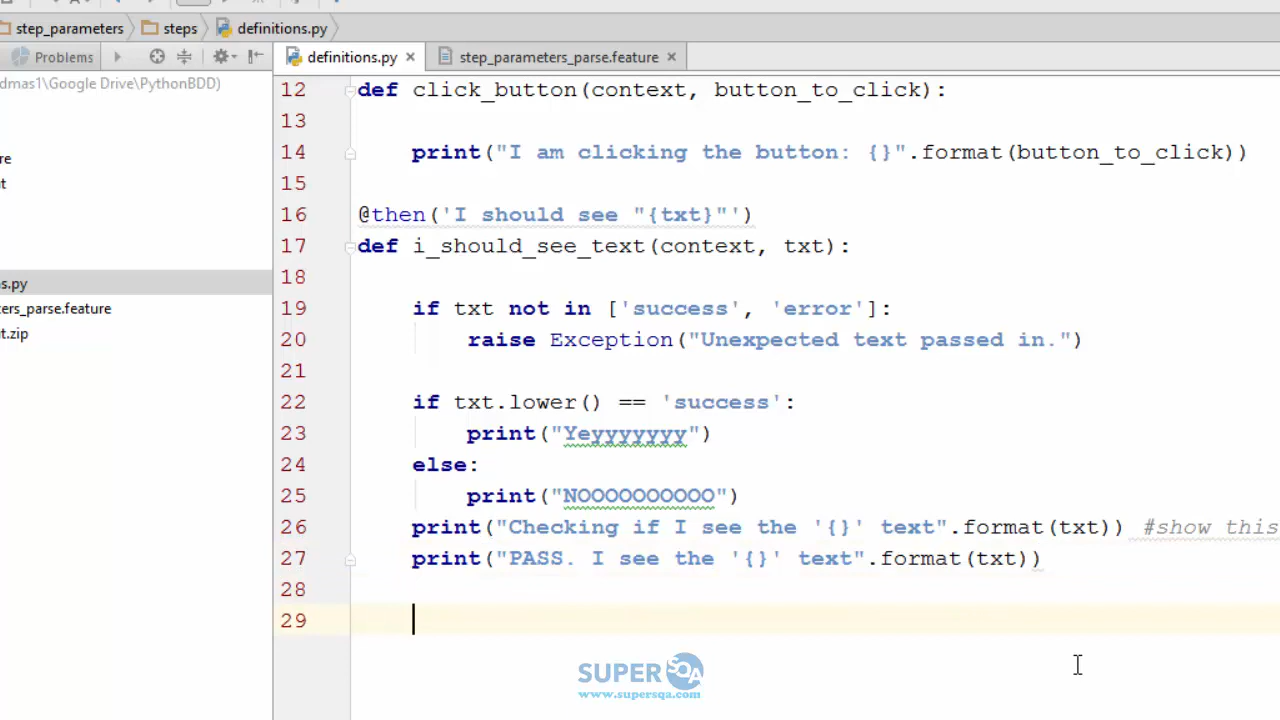 step_parameters steps definitions.py
Problems definitions.py step_parameters_parse.feature
dmas1\Google Drive\PythonBDD)
12 def click_button(context, button_to_click):
13
14 print("I am clicking the button: {}".format(button_to_click))
15
16 @then('I should see "{txt}"')
17 def i_should_see_text(context, txt):
18
19 if txt not in ['success', 'error']:
20 raise Exception("Unexpected text passed in.")
21
22 if txt.lower() == 'success':
23 print("Yeyyyyyyy")
24 else:
25 print("NOOOOOOOOOO")
26 print("Checking if I see the '{}' text".format(txt)) #show this
27 print("PASS. I see the '{}' text".format(txt))
28
29
re
t
s.py
ers_parse.feature
t.zip
SUPER SQA
www.supersqa.com